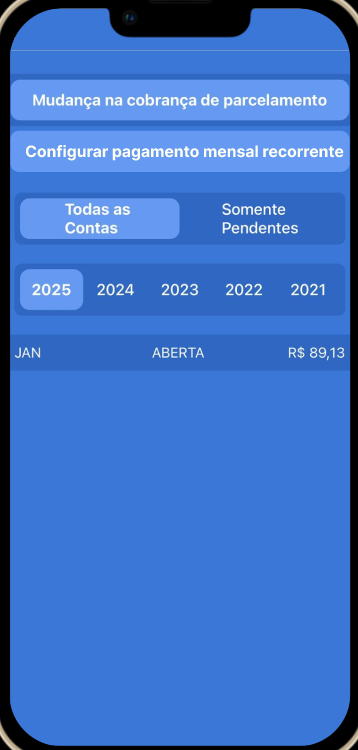 Mudança na cobrança de parcelamento
Configurar pagamento mensal recorrente
Todas as
Contas
Somente
Pendentes
2025 2024 2023 2022 2021
JAN ABERTA R$ 89,13